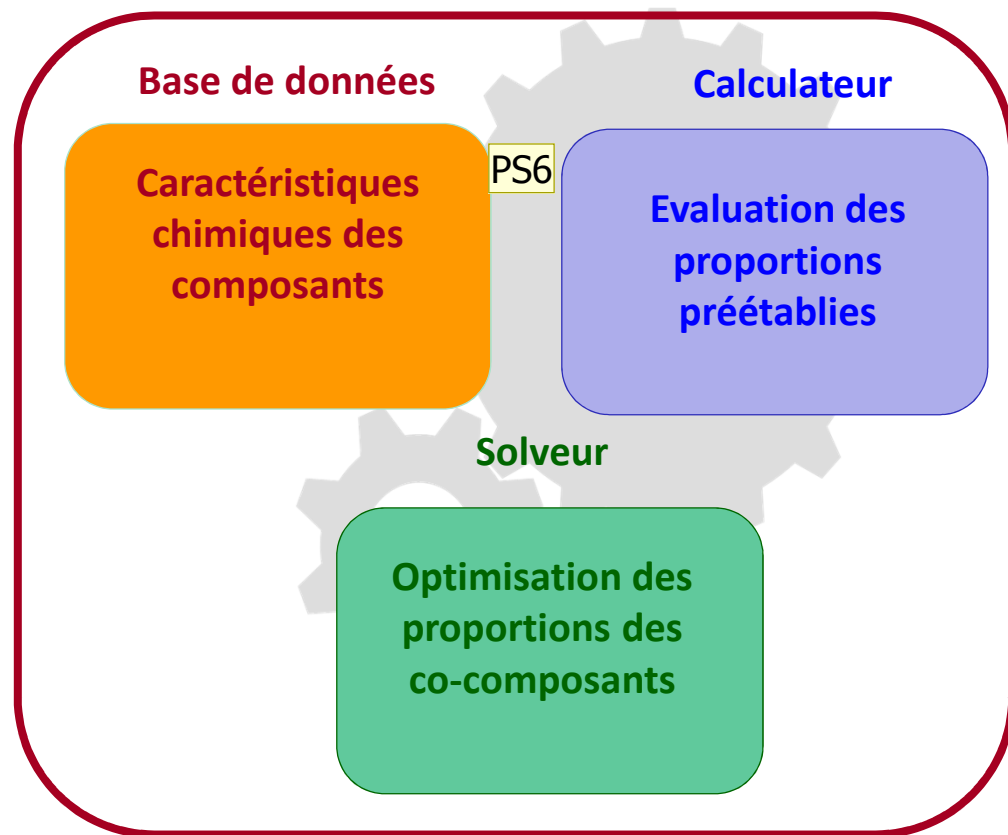 Base de données
Caractéristiques
chimiques des
composants
PS6
Calculateur
Evaluation des
proportions
préétablies
Solveur
Optimisation des
proportions des
co-composants